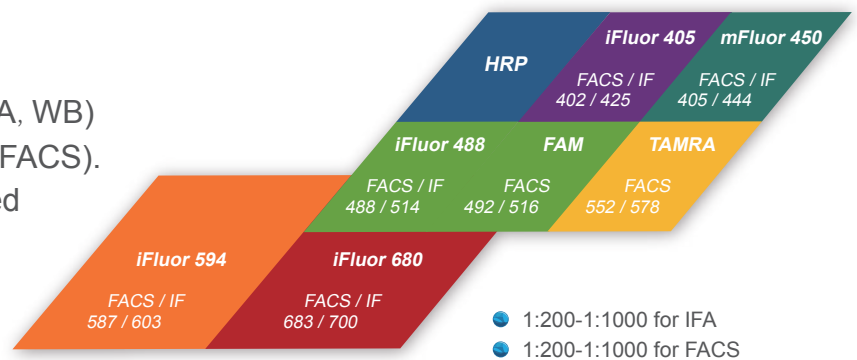 A, WB)
FACS).
ed
HRP
iFluor 405
FACS / IF
402 / 425
mFluor 450
FACS / IF
405 / 444
iFluor 488
FACS / IF
488 / 514
FAM
FACS
492 / 516
TAMRA
FACS
552 / 578
iFluor 594
FACS / IF
587 / 603
iFluor 680
FACS / IF
683 / 700
1:200-1:1000 for IFA
1:200-1:1000 for FACS